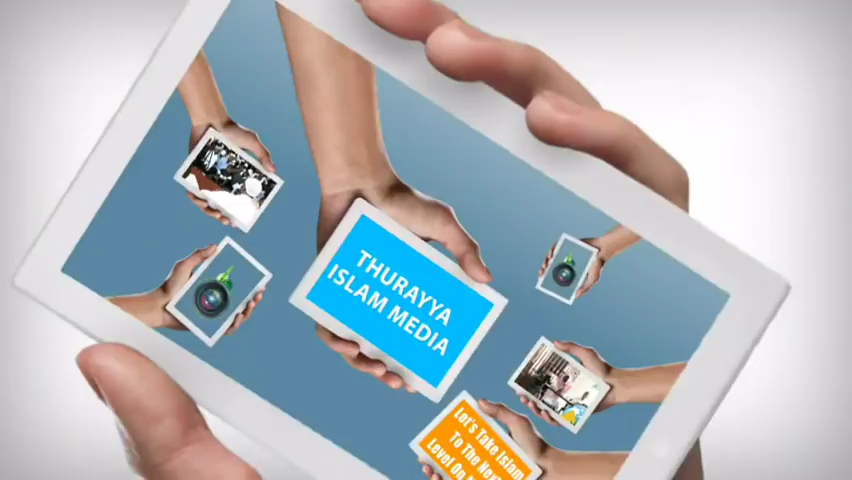 THURAYYA
ISLAM MEDIA
Let's Take Islam
To The Next
Level On